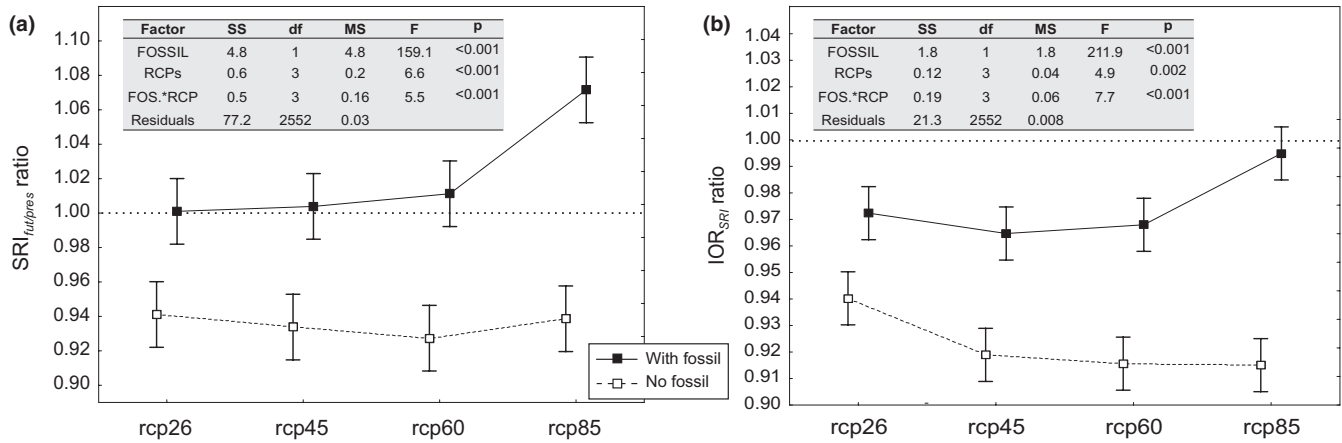 (a)
Factor SS df MS F p
FOSSIL 4.8 1 4.8 159.1 <0.001
RCPs 0.6 3 0.2 6.6 <0.001
FOS.*RCP 0.5 3 0.16 5.5 <0.001
Residuals 77.2 2552 0.03
SRIfut/pres ratio
1.10
1.08
1.06
1.04
1.02
1.00
0.98
0.96
0.94
0.92
0.90
rcp26 rcp45 rcp60 rcp85
With fossil
No fossil
(b)
Factor SS df MS F p
FOSSIL 1.8 1 1.8 211.9 <0.001
RCPs 0.12 3 0.04 4.9 0.002
FOS.*RCP 0.19 3 0.06 7.7 <0.001
Residuals 21.3 2552 0.008
IORSRI ratio
1.04
1.03
1.02
1.01
1.00
0.99
0.98
0.97
0.96
0.95
0.94
0.93
0.92
0.91
0.90
rcp26 rcp45 rcp60 rcp85